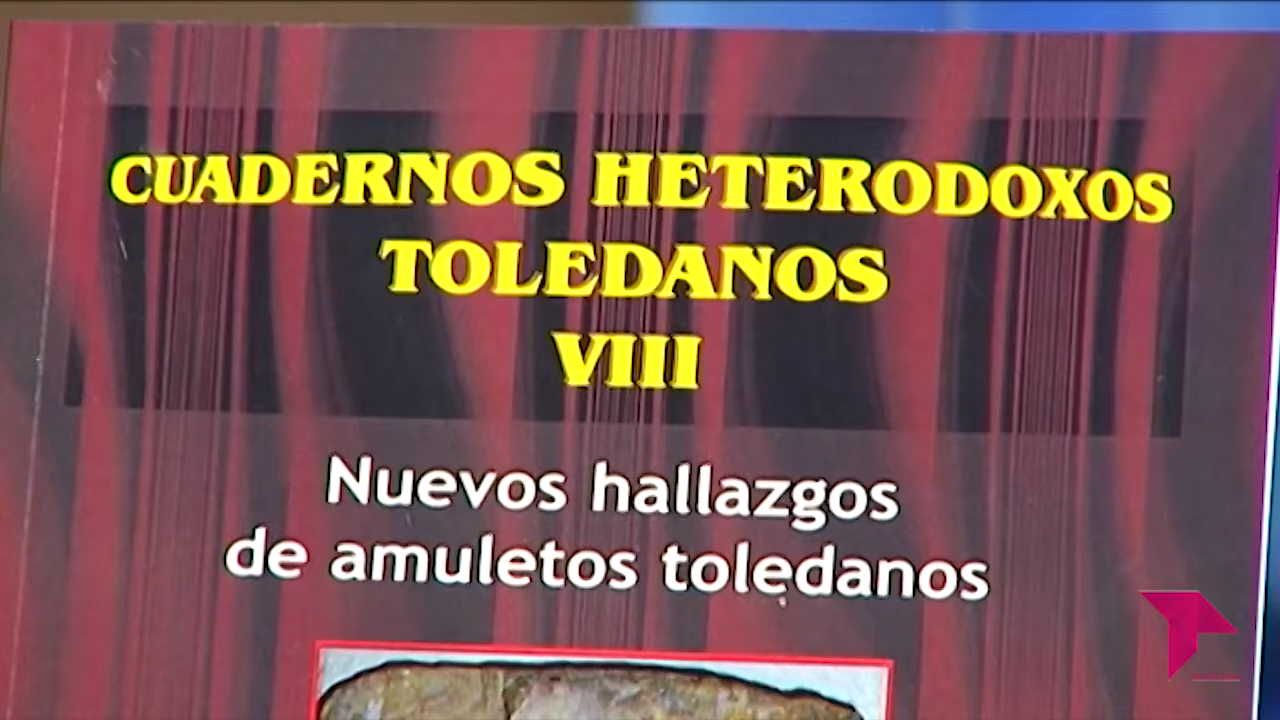 CUADERNOS HETERODOXOS
TOLEDANOS
VIII
Nuevos hallazgos
de amuletos toledanos